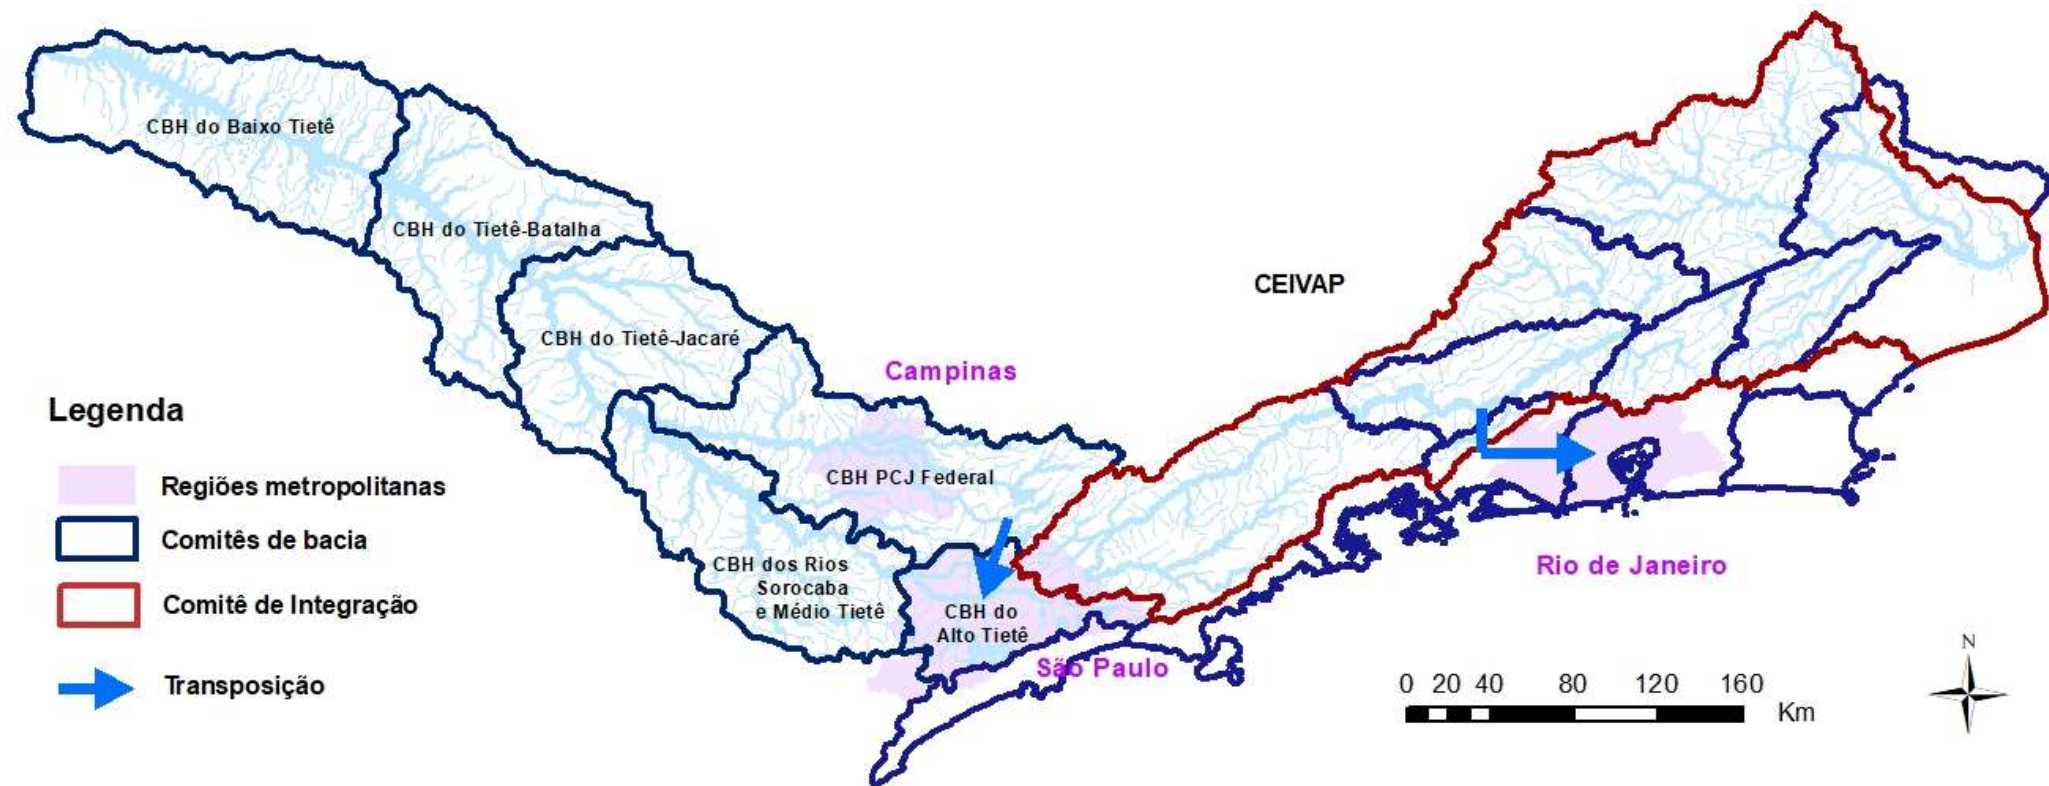 CBH do Baixo Tietê
CBH do Tietê-Batalha
CEIVAP
CBH do Tietê-Jacaré
Campinas
Legenda
CBH PCJ Federal
Regiões metropolitanas
Comitês de bacia
CBH dos Rios
Sorocaba
e Médio Tietê
Rio de Janeiro
Comitê de Integração
CBH do
Alto Tietê
São Paulo
Transposição
N
0 20 40 80 120 160
Km